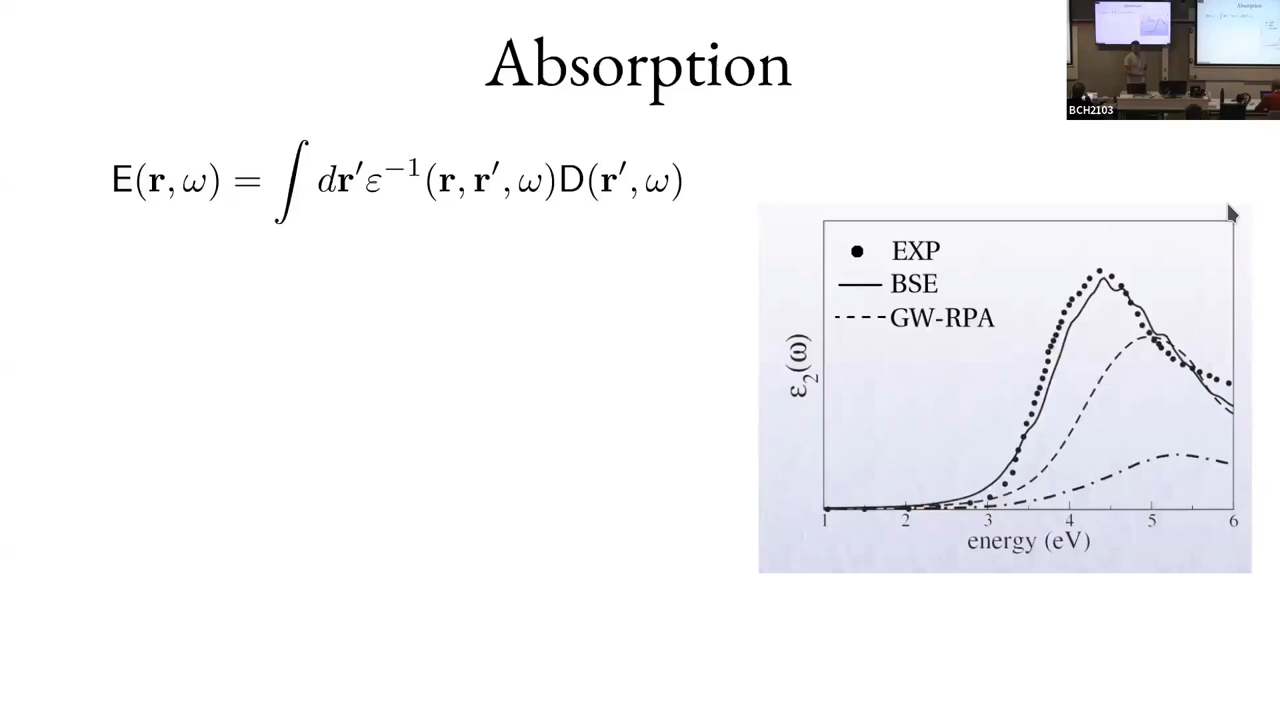 Absorption
BCH2103
E(r, ω) = ∫ dr′ε⁻¹(r, r′, ω)D(r′, ω)
EXP
BSE
GW-RPA
ε₂(ω)
1 2 3 4 5 6
energy (eV)